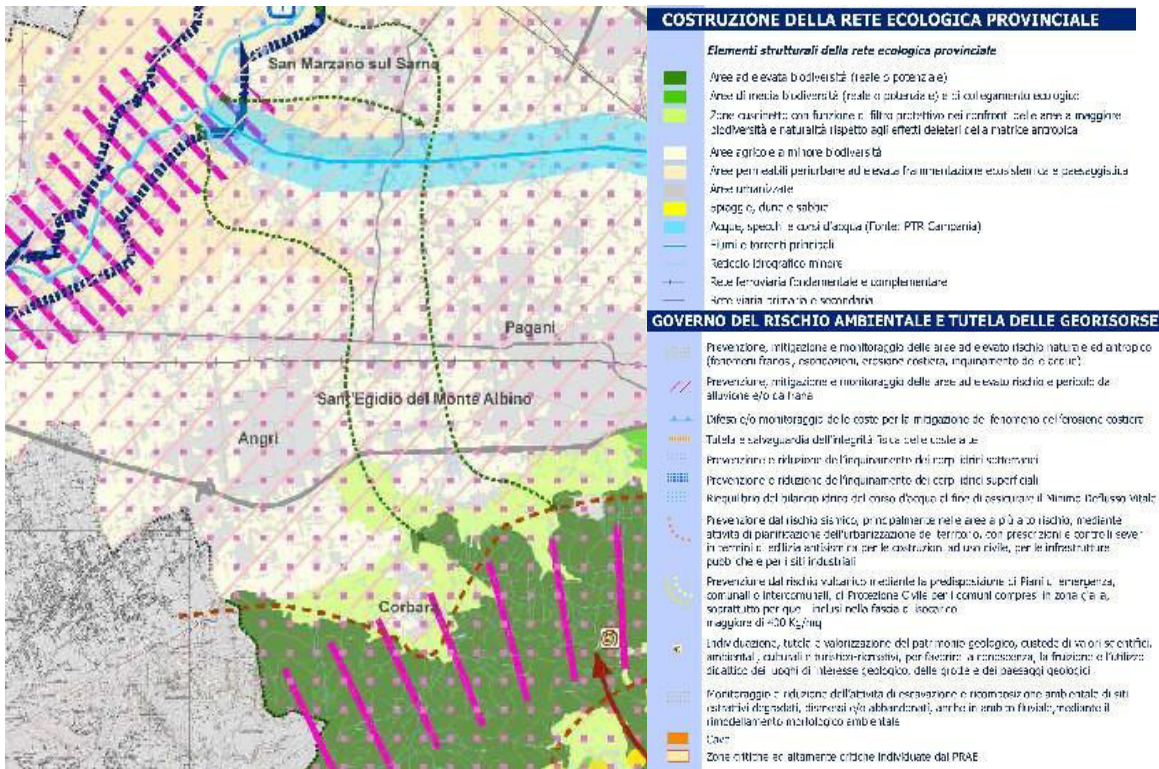 San Marzano sul Sarno
Pagani
Sant'Egidio del Monte Albino
Angri
Corbara
COSTRUZIONE DELLA RETE ECOLOGICA PROVINCIALE
Elementi strutturali della rete ecologica provinciale
Aree ad elevata biodiversità (reale o potenziale)
Aree di media biodiversità (reale o potenziale) e di collegamento ecologico
Zone cuscinetto con funzione di filtro protettivo nei confronti delle aree a maggiore
biodiversità e naturalità rispetto agli effetti deleteri della matrice antropica
Aree agricole a minore biodiversità
Aree permeabili periurbane ad elevata frammentazione ecosistemica e paesaggistica
Aree urbanizzate
Spiagge, dune e sabbie
Acque, specchi e corsi d'acqua (Fonte: PTR Campania)
Fiumi e torrenti principali
Reticolo idrografico minore
Rete ferroviaria fondamentale e complementare
Rete viaria primaria e secondaria
GOVERNO DEL RISCHIO AMBIENTALE E TUTELA DELLE GEORISORSE
Prevenzione, mitigazione e monitoraggio delle aree ad elevato rischio naturale ed antropico
(fenomeni franosi, esondazioni, erosione costiera, inquinamento delle acque)
Prevenzione, mitigazione e monitoraggio delle aree ad elevato rischio e pericolo da
alluvione e/o da frana
Difesa e/o monitoraggio delle coste per la mitigazione del fenomeno dell'erosione costiera
Tutela e salvaguardia dell'integrità fisica delle coste alte
Prevenzione e riduzione dell'inquinamento dei corpi idrici sotterranei
Prevenzione e riduzione dell'inquinamento dei corpi idrici superficiali
Riequilibrio del bilancio idrico del corso d'acqua al fine di assicurare il Minimo Deflusso Vitale
Prevenzione dal rischio sismico, principalmente nelle aree a più alto rischio, mediante
attività di pianificazione dell'urbanizzazione del territorio, con prescrizioni e controlli severi
in termini di edilizia antisismica per le costruzioni ad uso civile, per le infrastrutture
pubbliche e per i siti industriali
Prevenzione dal rischio vulcanico mediante la predisposizione di Piani di emergenza,
comunali o intercomunali, di Protezione Civile per i comuni compresi in zona gialla,
soprattutto per quelli inclusi nella fascia di isocarico
maggiore di 400 Kg/mq
Individuazione, tutela e valorizzazione del patrimonio geologico, custode di valori scientifici,
ambientali, culturali e turistico-ricreativi, per favorire la conoscenza, la fruizione e l'utilizzo
didattico dei luoghi di interesse geologico, delle grotte e dei paesaggi geologici
Monitoraggio e riduzione dell'attività di escavazione e ricomposizione ambientale di siti
estrattivi degradati, dismessi e/o abbandonati, anche in ambito fluviale, mediante il
rimodellamento morfologico ambientale
Cave
Zone critiche ed altamente critiche individuate dal PRAE